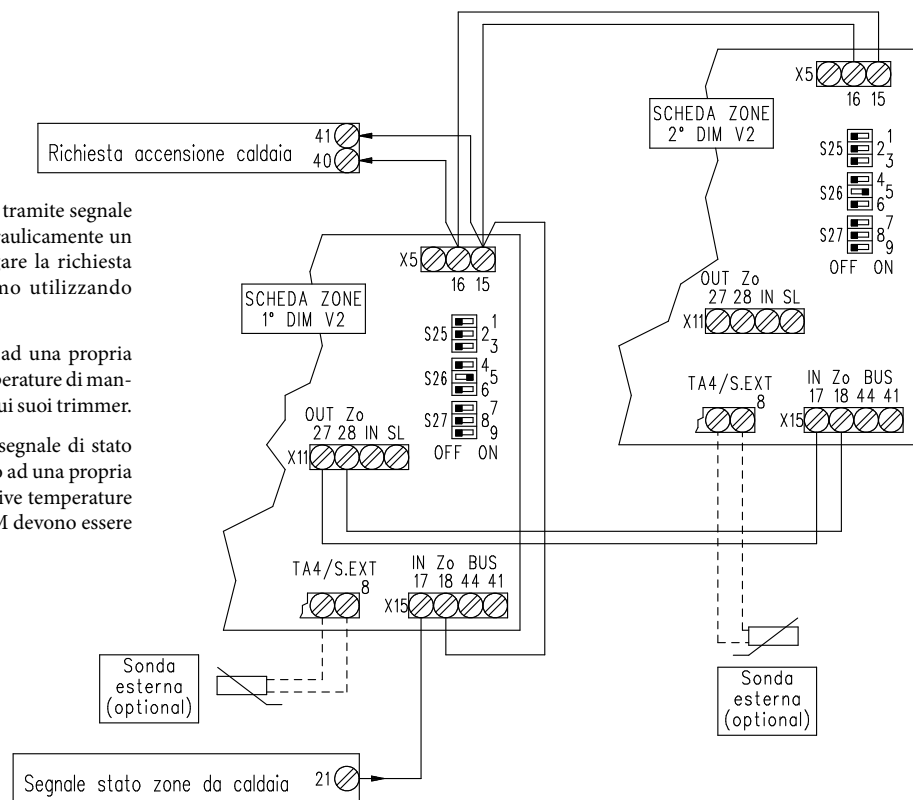 X5
16 15
SCHEDA ZONE
2° DIM V2
S25
1
2
3
S26
4
5
6
S27
7
8
9
OFF ON
OUT Zo
27 28 IN SL
X11
TA4/S.EXT
8
IN Zo BUS
17 18 44 41
X15
Sonda
esterna
(optional)
Richiesta accensione caldaia
41
40
tramite segnale
raulicamente un
gare la richiesta
mo utilizzando
ad una propria
perature di man-
ui suoi trimmer.
segnale di stato
o ad una propria
ive temperature
M devono essere
X5
16 15
SCHEDA ZONE
1° DIM V2
S25
1
2
3
S26
4
5
6
S27
7
8
9
OFF ON
OUT Zo
27 28 IN SL
X11
TA4/S.EXT
8
IN Zo BUS
17 18 44 41
X15
Sonda
esterna
(optional)
Segnale stato zone da caldaia
21